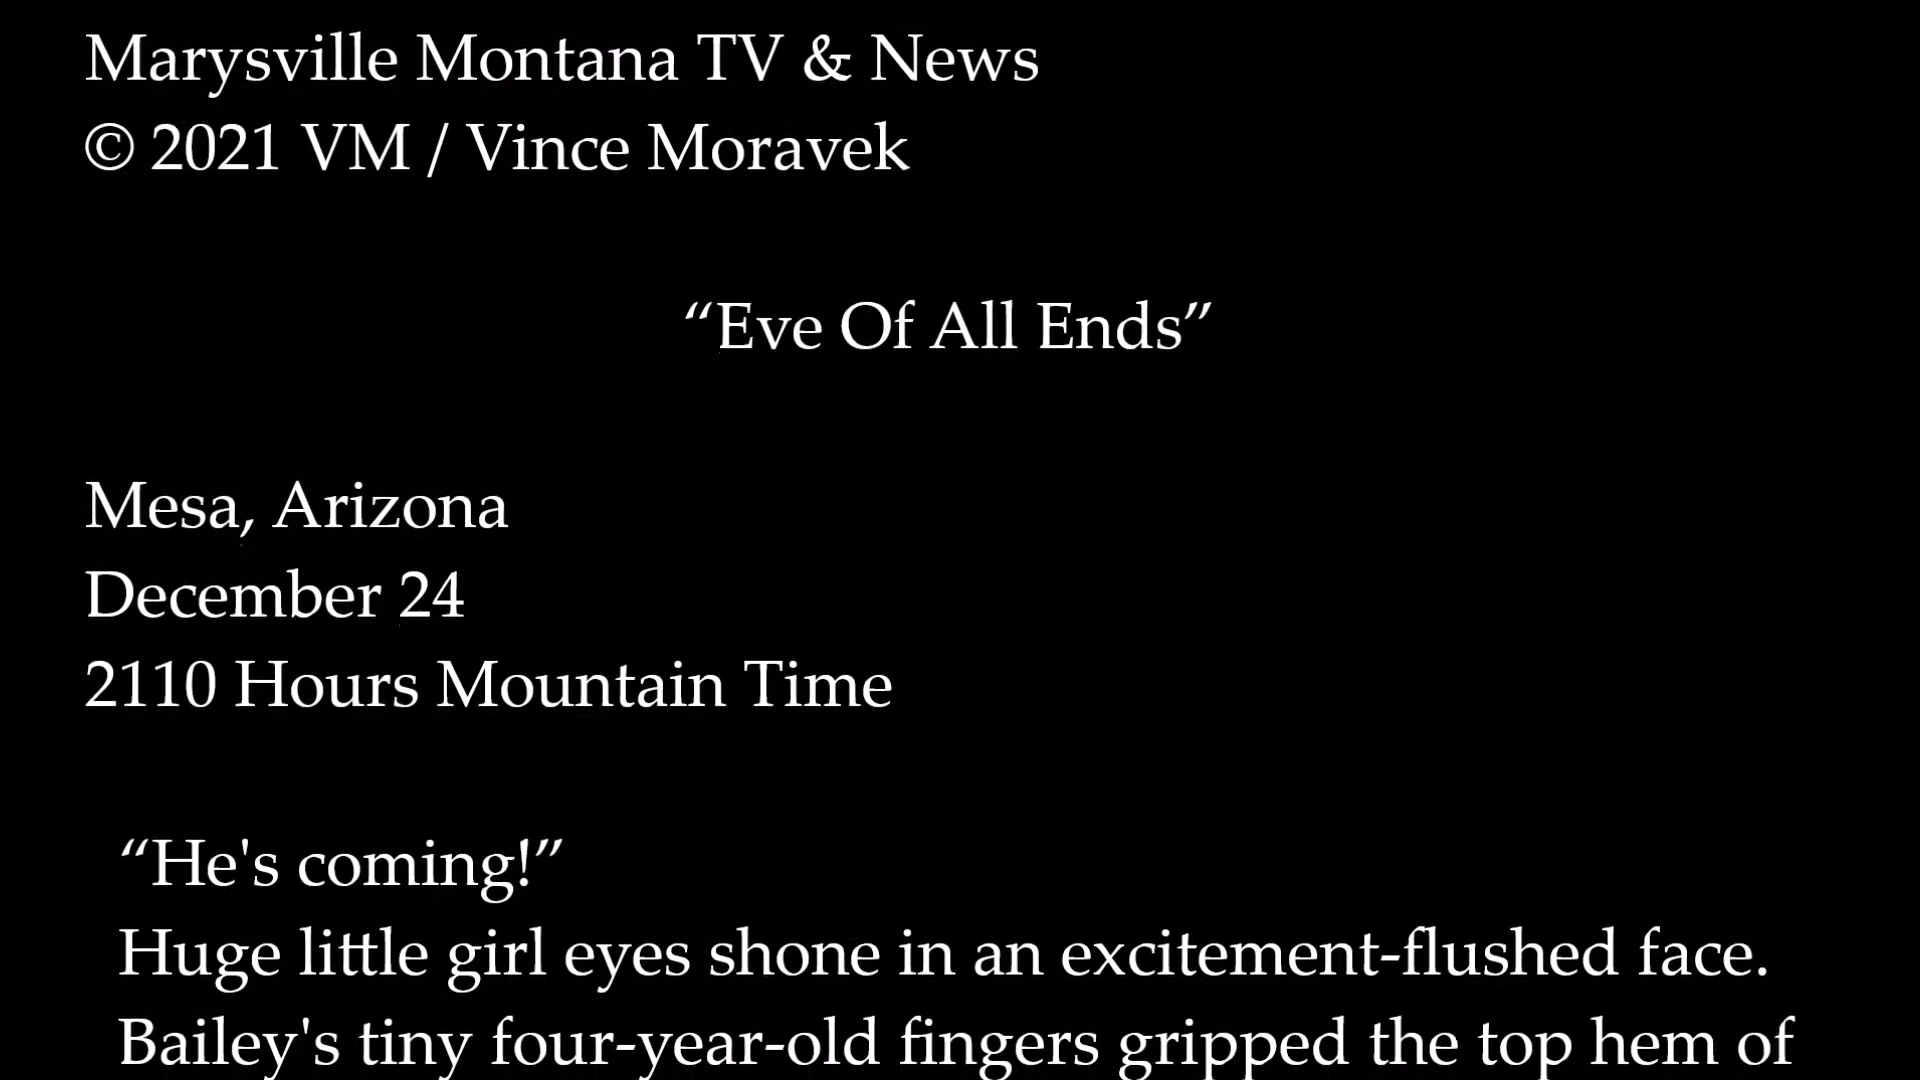 Marysville Montana TV & News
© 2021 VM / Vince Moravek
“Eve Of All Ends”
Mesa, Arizona
December 24
2110 Hours Mountain Time
“He's coming!”
Huge little girl eyes shone in an excitement-flushed face.
Bailey's tiny four-year-old fingers gripped the top hem of